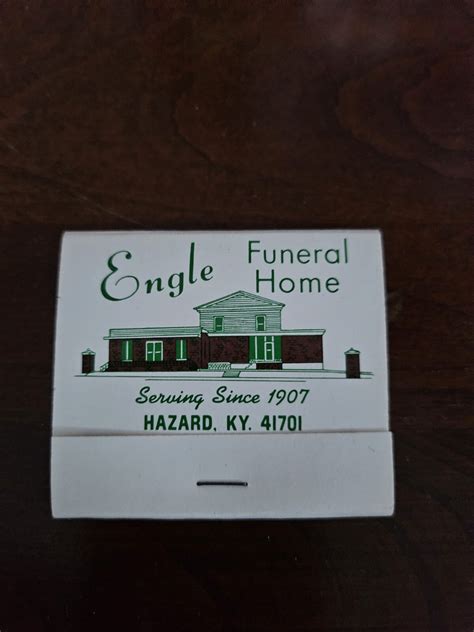 Engle Funeral
Home
Serving Since 1907
HAZARD, KY. 41701